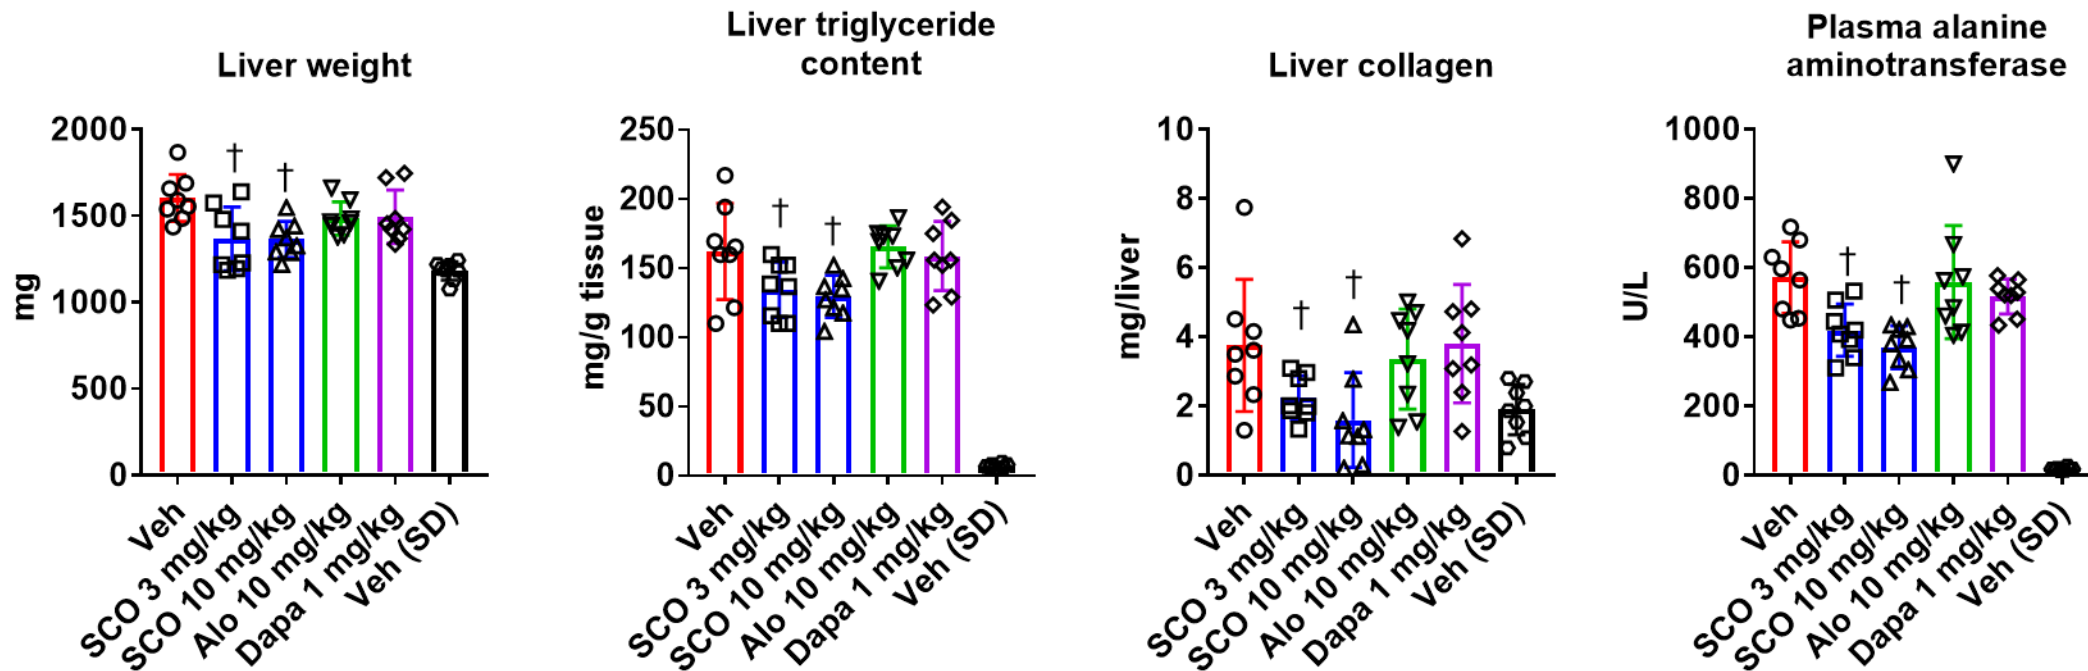 Liver weight
2000
1500
1000
500
0
mg
†
†
Veh
SCO 3 mg/kg
SCO 10 mg/kg
Alo 10 mg/kg
Dapa 1 mg/kg
Veh (SD)
Liver triglyceride
content
250
200
150
100
50
0
mg/g tissue
†
†
Veh
SCO 3 mg/kg
SCO 10 mg/kg
Alo 10 mg/kg
Dapa 1 mg/kg
Veh (SD)
Liver collagen
10
8
6
4
2
0
mg/liver
†
†
Veh
SCO 3 mg/kg
SCO 10 mg/kg
Alo 10 mg/kg
Dapa 1 mg/kg
Veh (SD)
Plasma alanine
aminotransferase
1000
800
600
400
200
0
U/L
†
†
Veh
SCO 3 mg/kg
SCO 10 mg/kg
Alo 10 mg/kg
Dapa 1 mg/kg
Veh (SD)